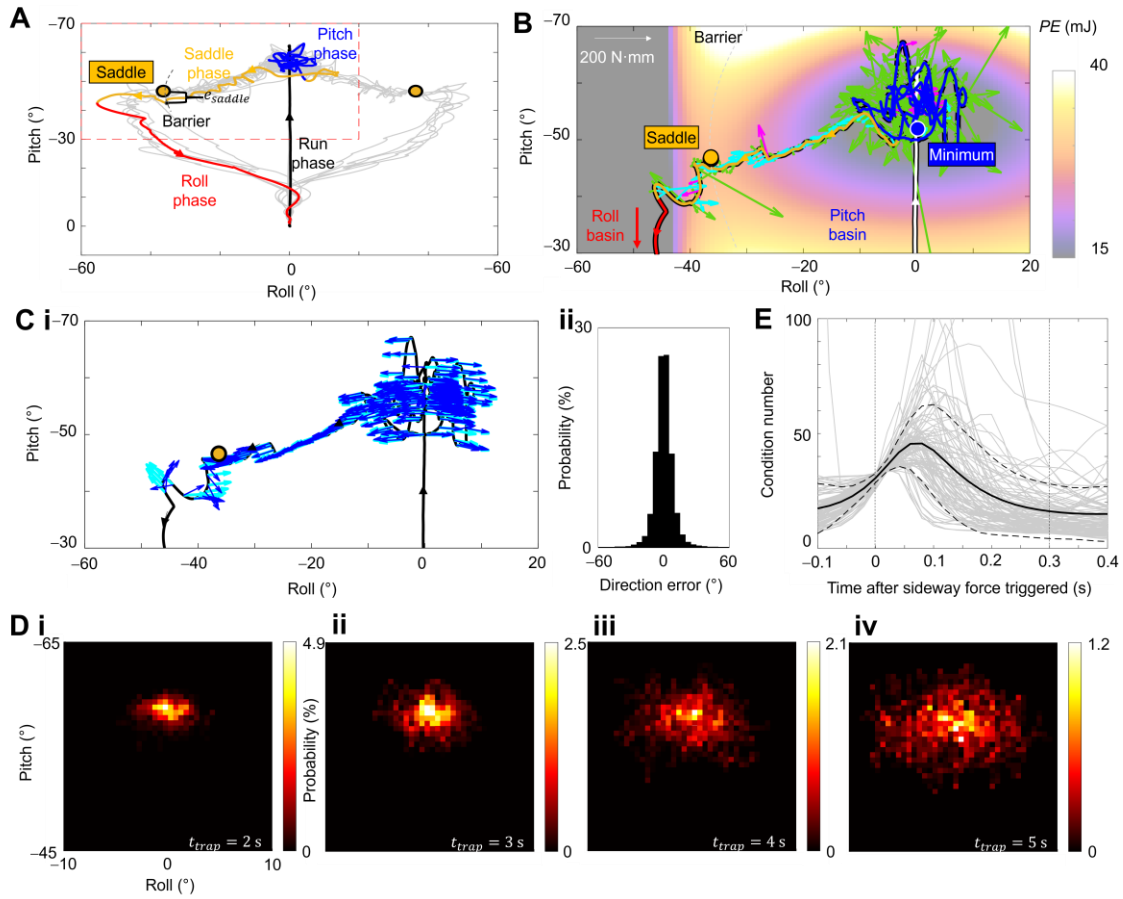 A
−70
Pitch
phase
Saddle
phase
Saddle
e_saddle
Barrier
Pitch (°)
−30
Run
phase
Roll
phase
0
−60
0
−60
Roll (°)
B
−70
Barrier
200 N·mm
Pitch (°)
−50
Saddle
Minimum
Roll
basin
Pitch
basin
−30
−60
−40
−20
0
20
Roll (°)
PE (mJ)
40
15
C i
−70
Pitch (°)
−50
−30
−60
−40
−20
0
20
Roll (°)
ii
30
Probability (%)
0
−60
0
60
Direction error (°)
E
100
Condition number
50
0
−0.1
0
0.1
0.2
0.3
0.4
Time after sideway force triggered (s)
D i
−65
Pitch (°)
−45
−10
0
10
Roll (°)
t_trap = 2 s
4.9
Probability (%)
0
ii
t_trap = 3 s
2.5
0
iii
t_trap = 4 s
2.1
0
iv
t_trap = 5 s
1.2
0